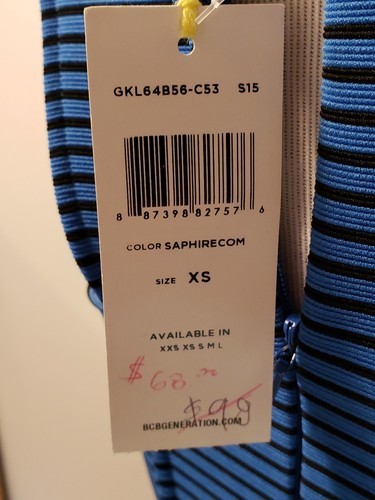 GKL64B56-C53 S15
8 87398 82757 6
COLOR SAPHIRECOM
SIZE XS
AVAILABLE IN
XXS XS S M L
$ 68.00
$99
BCBGENERATION.COM